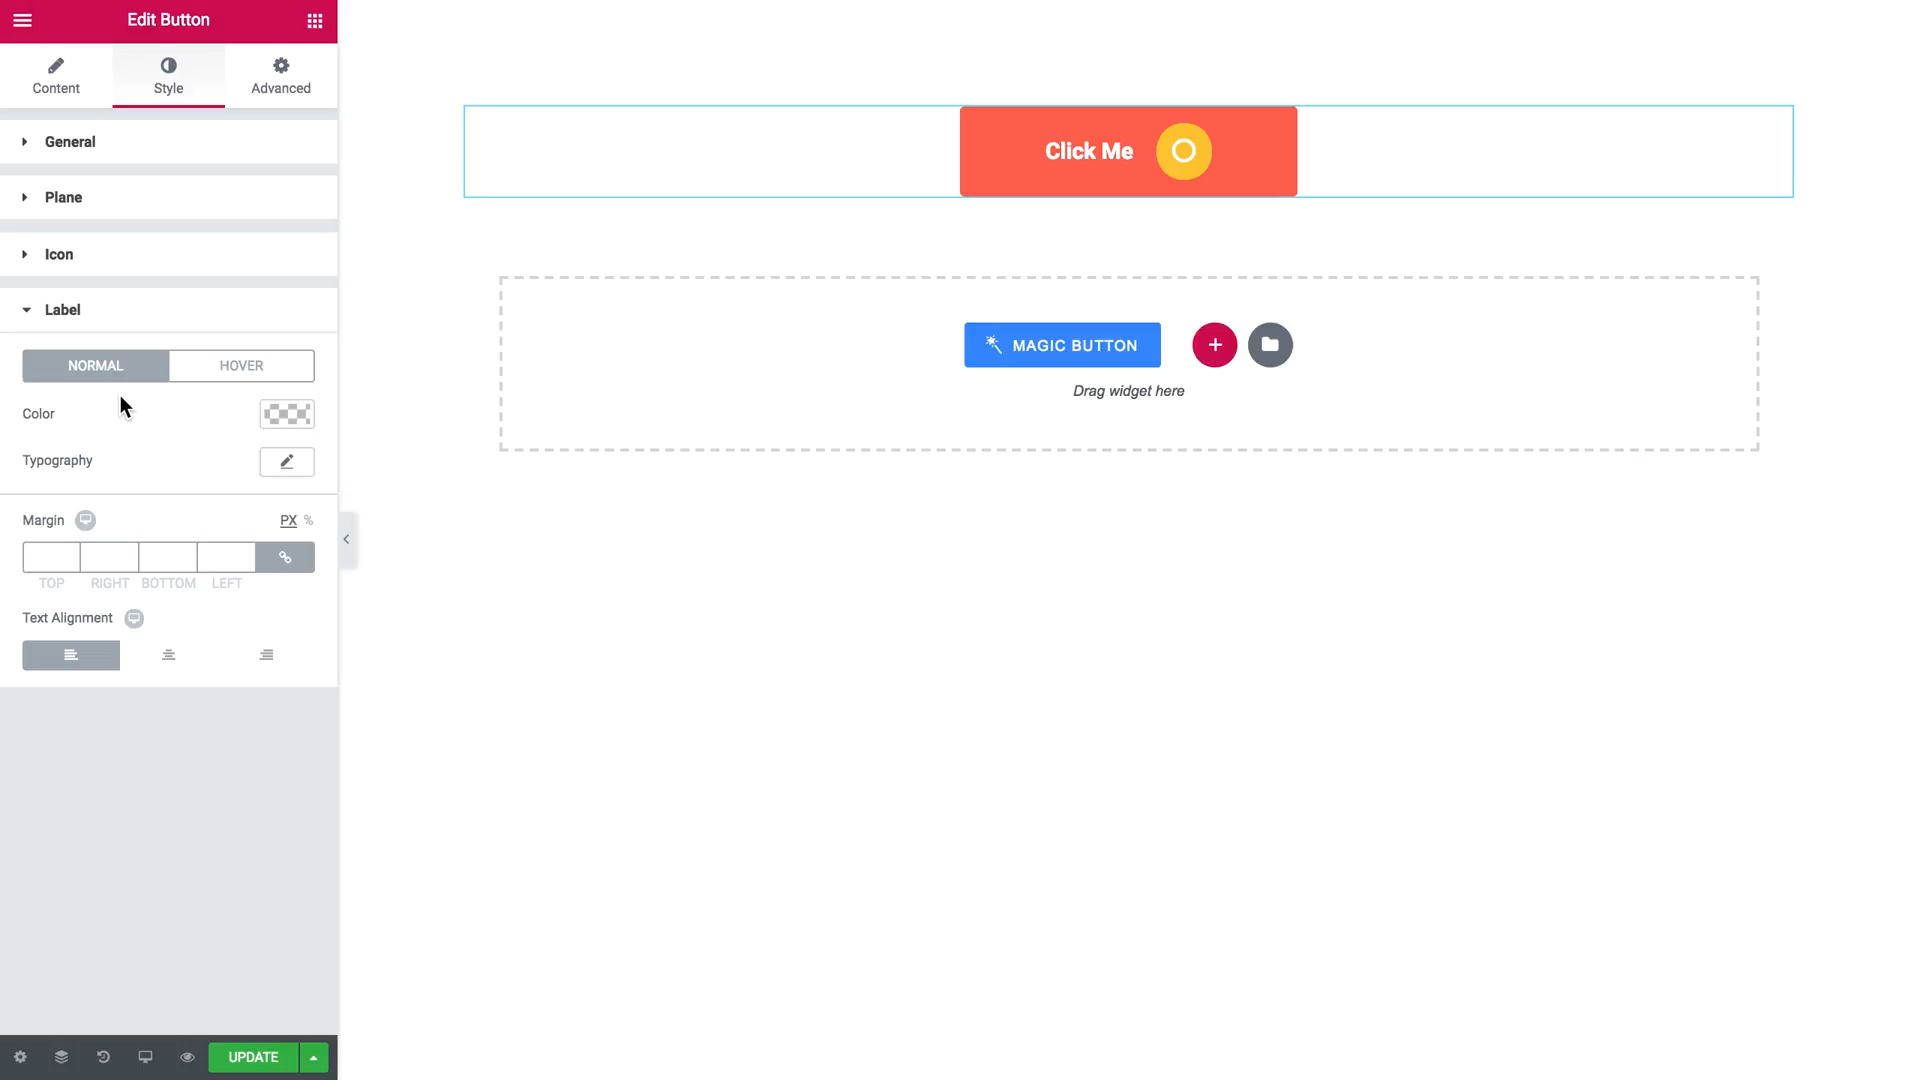 Edit Button
Content
Style
Advanced
General
Plane
Icon
Label
NORMAL
HOVER
Color
Typography
Margin
PX %
TOP RIGHT BOTTOM LEFT
Text Alignment
UPDATE
Click Me
MAGIC BUTTON
Drag widget here